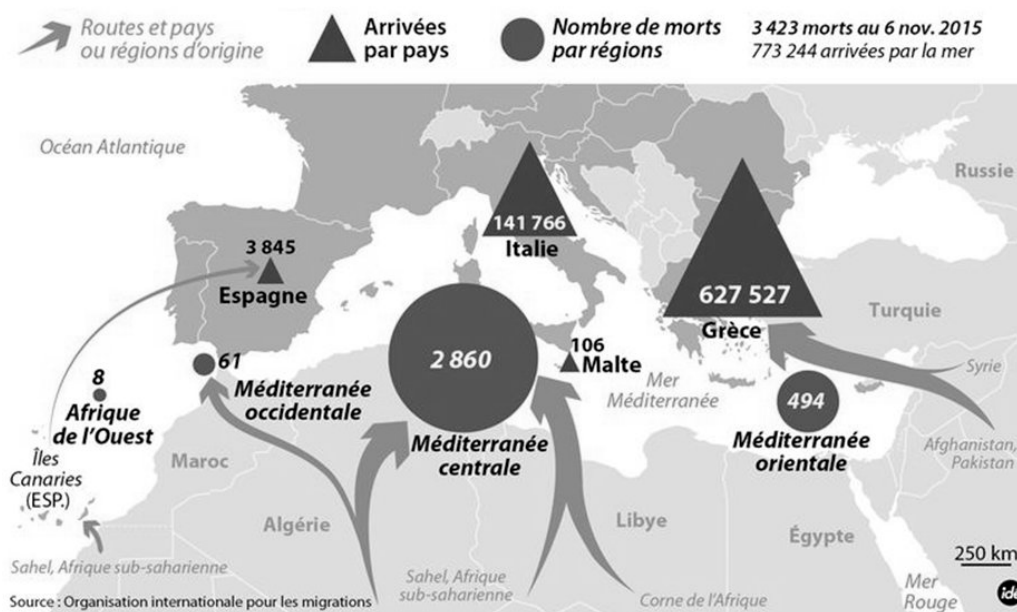 Routes et pays
ou régions d'origine
Arrivées
par pays
Nombre de morts
par régions
3 423 morts au 6 nov. 2015
773 244 arrivées par la mer
Océan Atlantique
Russie
141 766
Italie
3 845
Espagne
627 527
Grèce
Turquie
106
Malte
2 860
61
Méditerranée
occidentale
8
Afrique
de l'Ouest
Mer
Méditerranée
Syrie
494
Méditerranée
centrale
Méditerranée
orientale
Afghanistan,
Pakistan
Îles
Canaries
(ESP.)
Maroc
Algérie
Libye
Égypte
250 km
Sahel, Afrique sub-saharienne
Sahel, Afrique
sub-saharienne
Corne de l'Afrique
Mer
Rouge
Source : Organisation internationale pour les migrations
idé